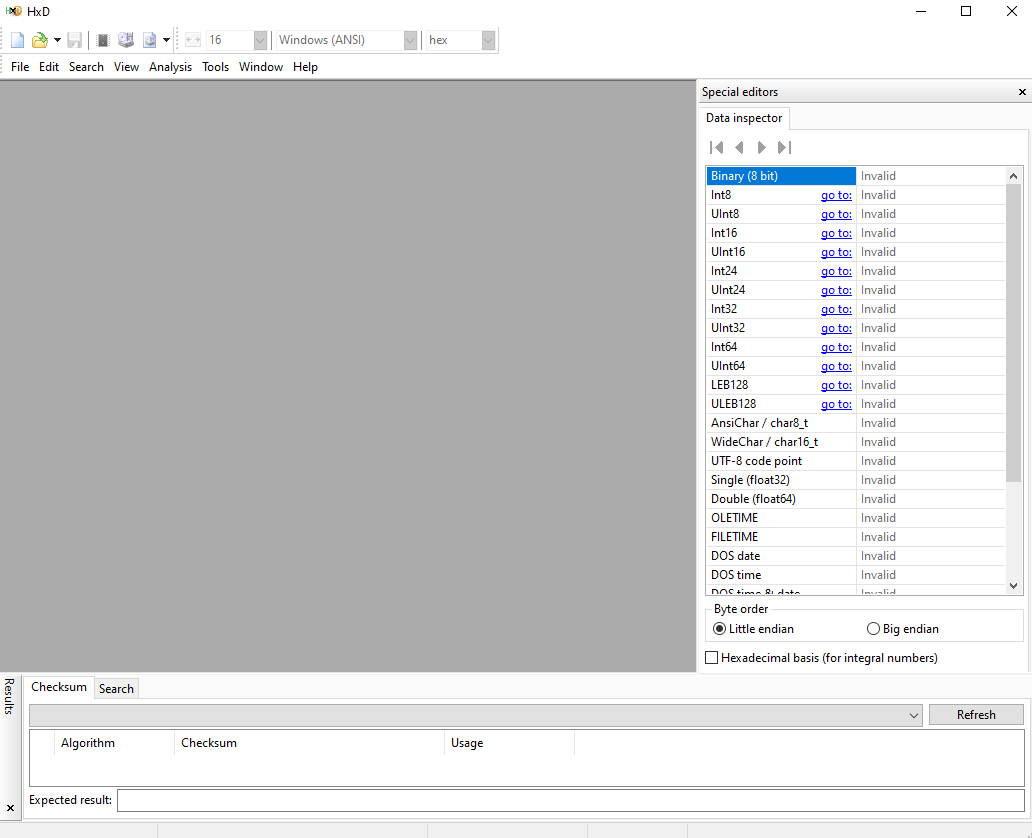 HxD
16 Windows (ANSI) hex
File Edit Search View Analysis Tools Window Help
Special editors
Data inspector
Binary (8 bit) Invalid
Int8 go to: Invalid
UInt8 go to: Invalid
Int16 go to: Invalid
UInt16 go to: Invalid
Int24 go to: Invalid
UInt24 go to: Invalid
Int32 go to: Invalid
UInt32 go to: Invalid
Int64 go to: Invalid
UInt64 go to: Invalid
LEB128 go to: Invalid
ULEB128 go to: Invalid
AnsiChar / char8_t Invalid
WideChar / char16_t Invalid
UTF-8 code point Invalid
Single (float32) Invalid
Double (float64) Invalid
OLETIME Invalid
FILETIME Invalid
DOS date Invalid
DOS time Invalid
DOS time & date Invalid
Byte order
Little endian Big endian
Hexadecimal basis (for integral numbers)
Results
Checksum Search
Refresh
Algorithm Checksum Usage
Expected result: